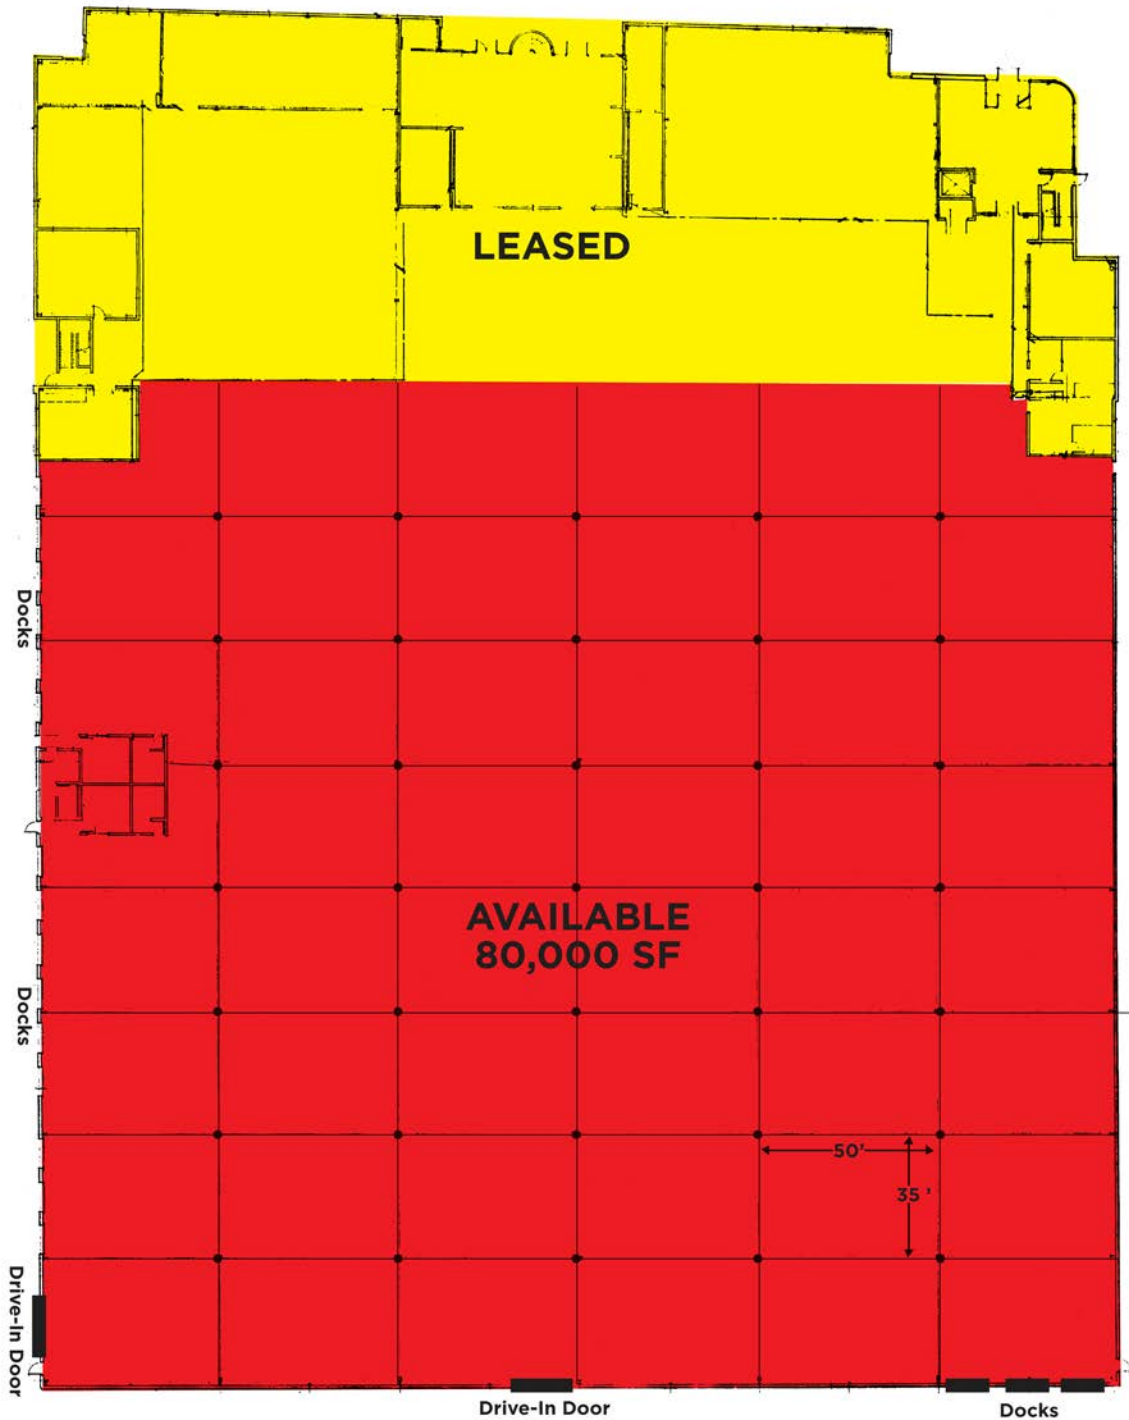 LEASED
Docks
AVAILABLE
80,000 SF
Docks
50'
35 '
Drive-In Door
Drive-In Door
Docks